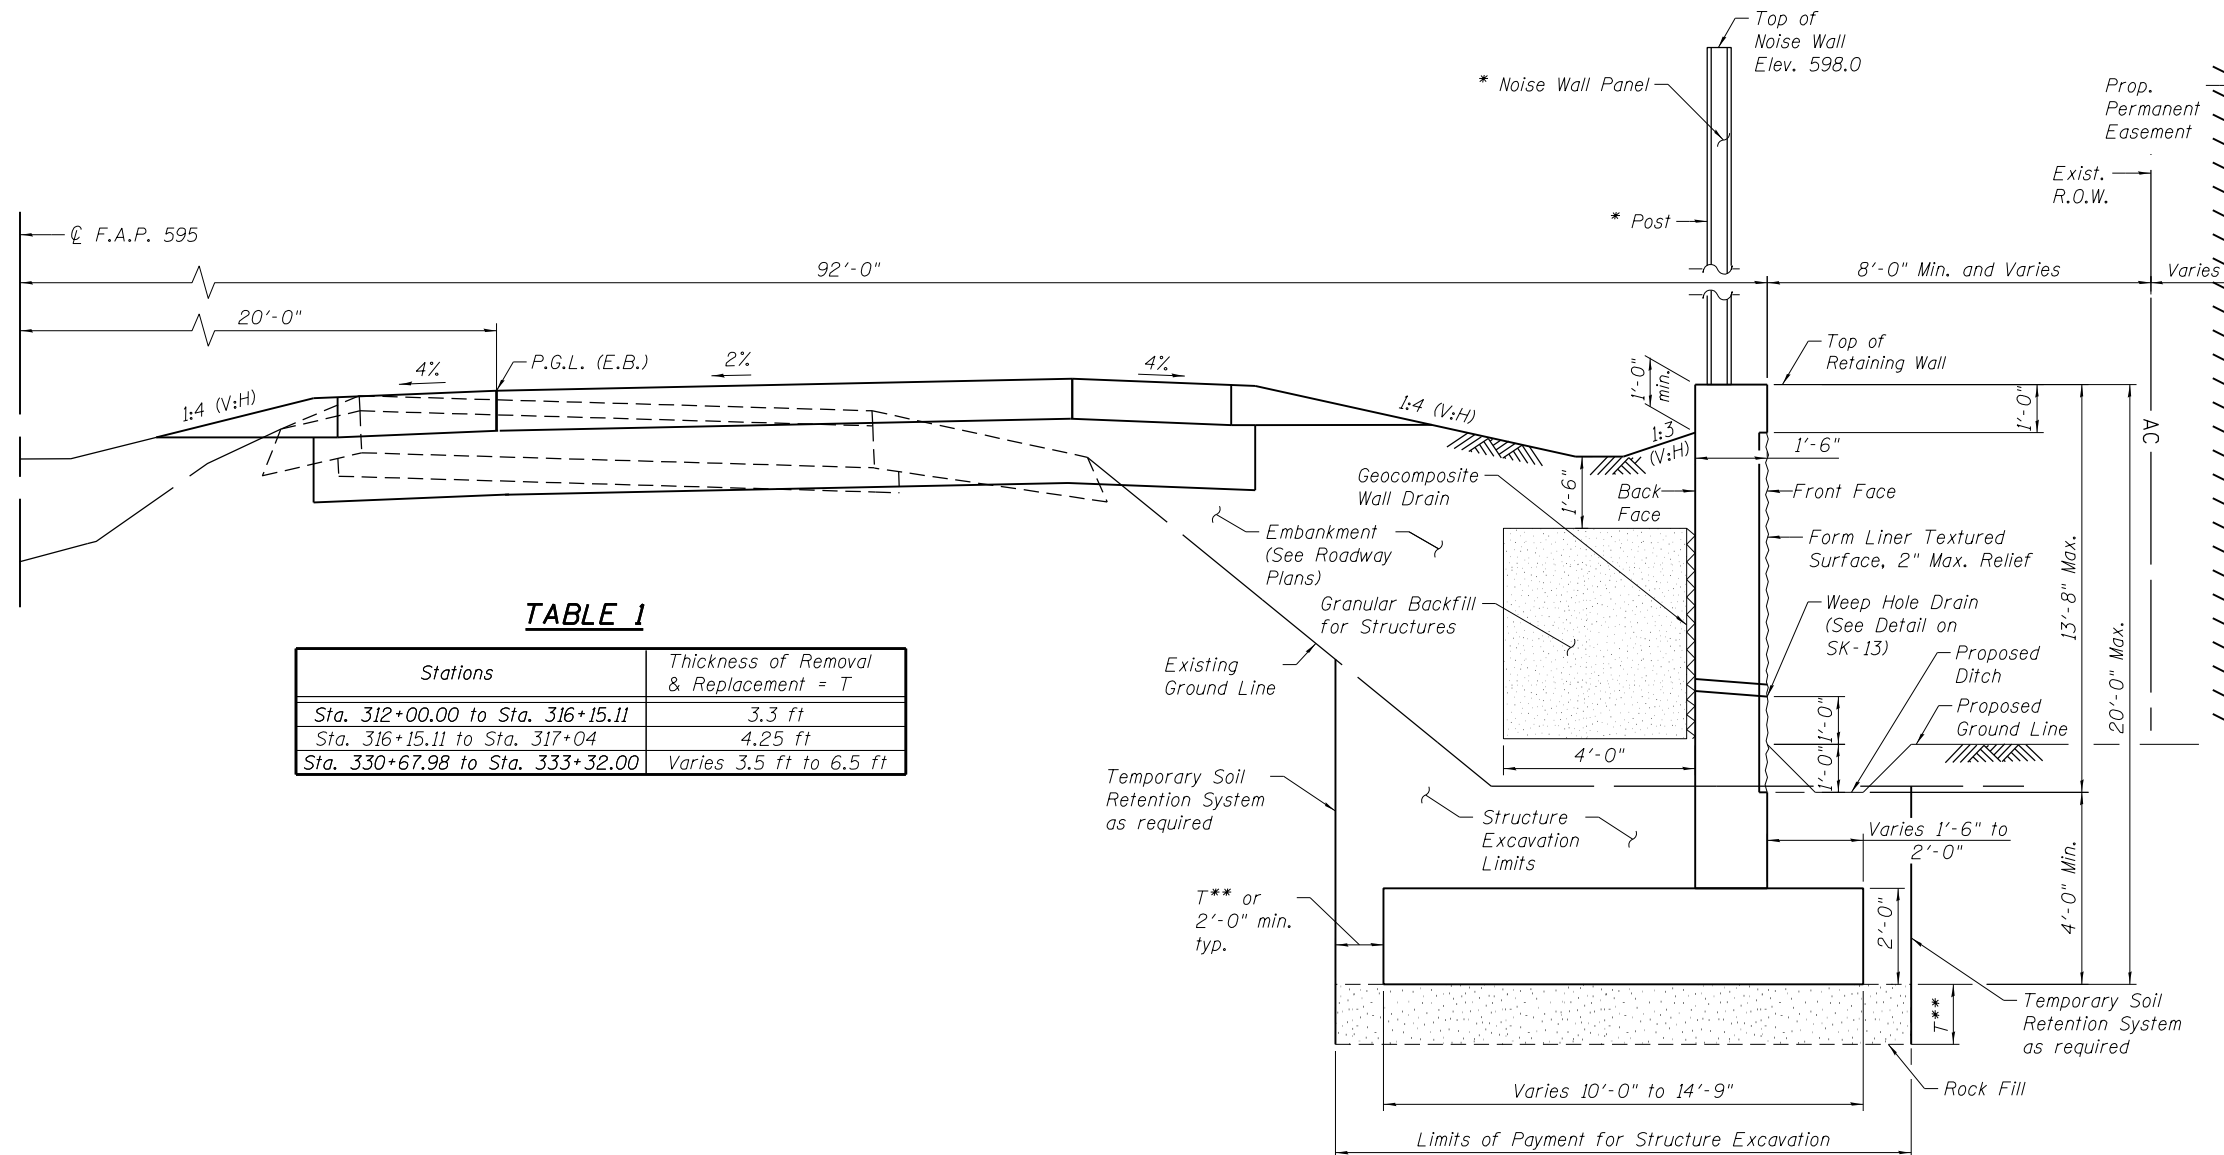 Top of
Noise Wall
Elev. 598.0
* Noise Wall Panel
Prop.
Permanent
Easement
Exist.
R.O.W.
* Post
℄ F.A.P. 595
92'-0"
8'-0" Min. and Varies
Varies
20'-0"
P.G.L. (E.B.)
4%
2%
4%
1:4 (V:H)
1:4 (V:H)
1:3
(V:H)
1'-0"
min.
Top of
Retaining Wall
1'-0"
AC
1'-6"
Geocomposite
Wall Drain
1'-6"
Back
Face
Front Face
Embankment
(See Roadway
Plans)
Form Liner Textured
Surface, 2" Max. Relief
Granular Backfill
for Structures
Weep Hole Drain
(See Detail on
SK-13)
13'-8" Max.
20'-0" Max.
Existing
Ground Line
Proposed
Ditch
Proposed
Ground Line
1'-0"
1'-0"
4'-0"
TABLE 1
Stations
Thickness of Removal
& Replacement = T
Sta. 312+00.00 to Sta. 316+15.11
3.3 ft
Sta. 316+15.11 to Sta. 317+04
4.25 ft
Sta. 330+67.98 to Sta. 333+32.00
Varies 3.5 ft to 6.5 ft
Temporary Soil
Retention System
as required
Structure
Excavation
Limits
Varies 1'-6" to
2'-0"
4'-0" Min.
T** or
2'-0" min.
typ.
2'-0"
T**
Temporary Soil
Retention System
as required
Rock Fill
Varies 10'-0" to 14'-9"
Limits of Payment for Structure Excavation